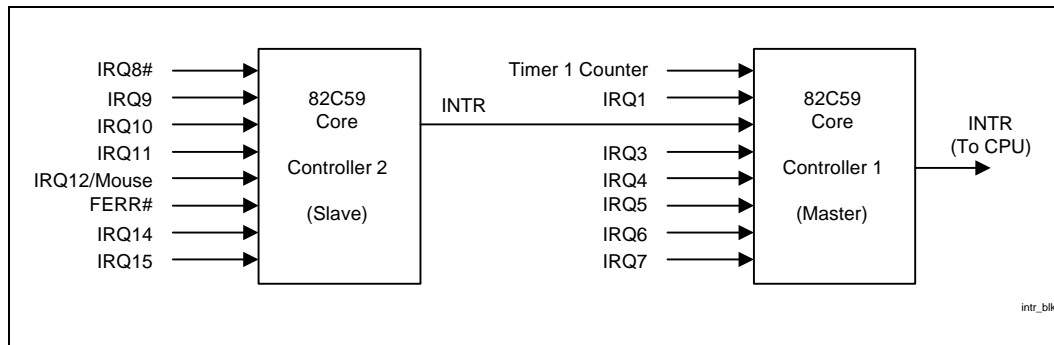 IRQ8#
IRQ9
IRQ10
IRQ11
IRQ12/Mouse
FERR#
IRQ14
IRQ15
82C59
Core
Controller 2
(Slave)
INTR
Timer 1 Counter
IRQ1
IRQ3
IRQ4
IRQ5
IRQ6
IRQ7
82C59
Core
Controller 1
(Master)
INTR
(To CPU)
intr_blk